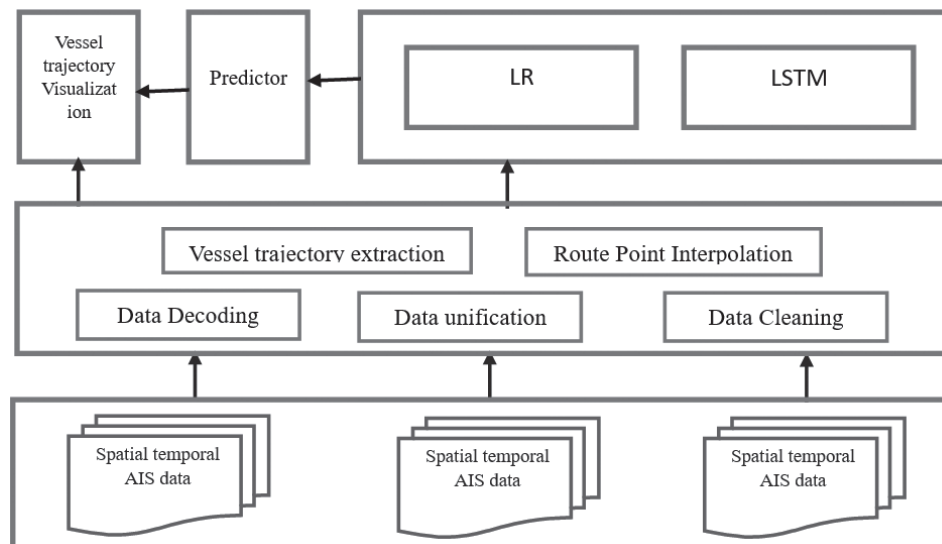 Vessel
trajectory
Visualizat
ion
Predictor
LR
LSTM
Vessel trajectory extraction
Route Point Interpolation
Data Decoding
Data unification
Data Cleaning
Spatial temporal
AIS data
Spatial temporal
AIS data
Spatial temporal
AIS data